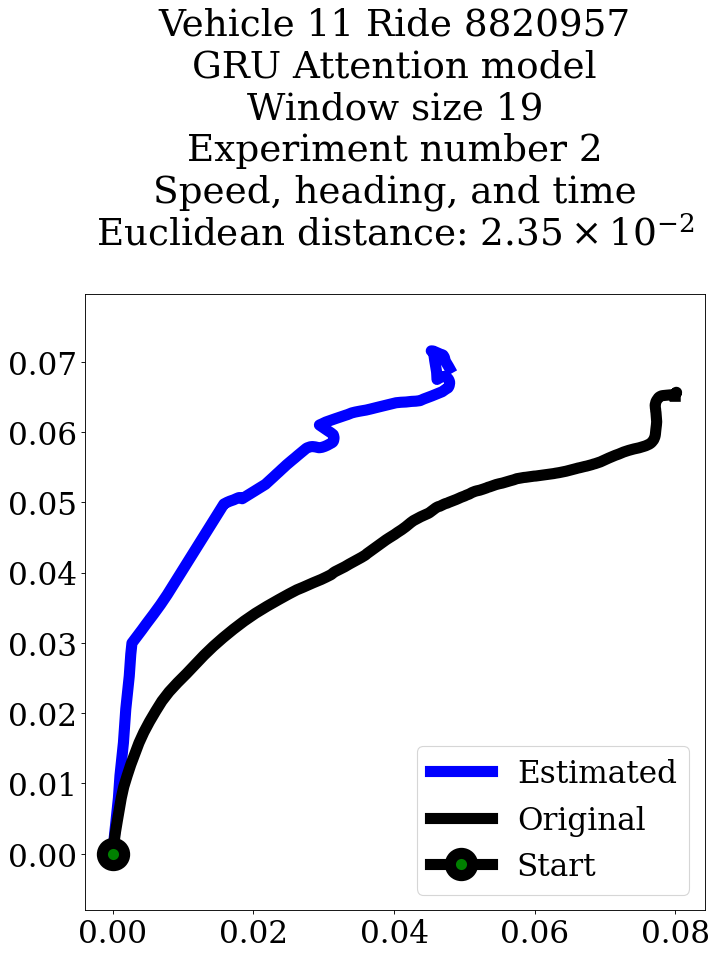 Vehicle 11 Ride 8820957
GRU Attention model
Window size 19
Experiment number 2
Speed, heading, and time
Euclidean distance: 2.35 × 10⁻²
0.07
0.06
0.05
0.04
0.03
0.02
0.01
0.00
Estimated
Original
Start
0.00 0.02 0.04 0.06 0.08